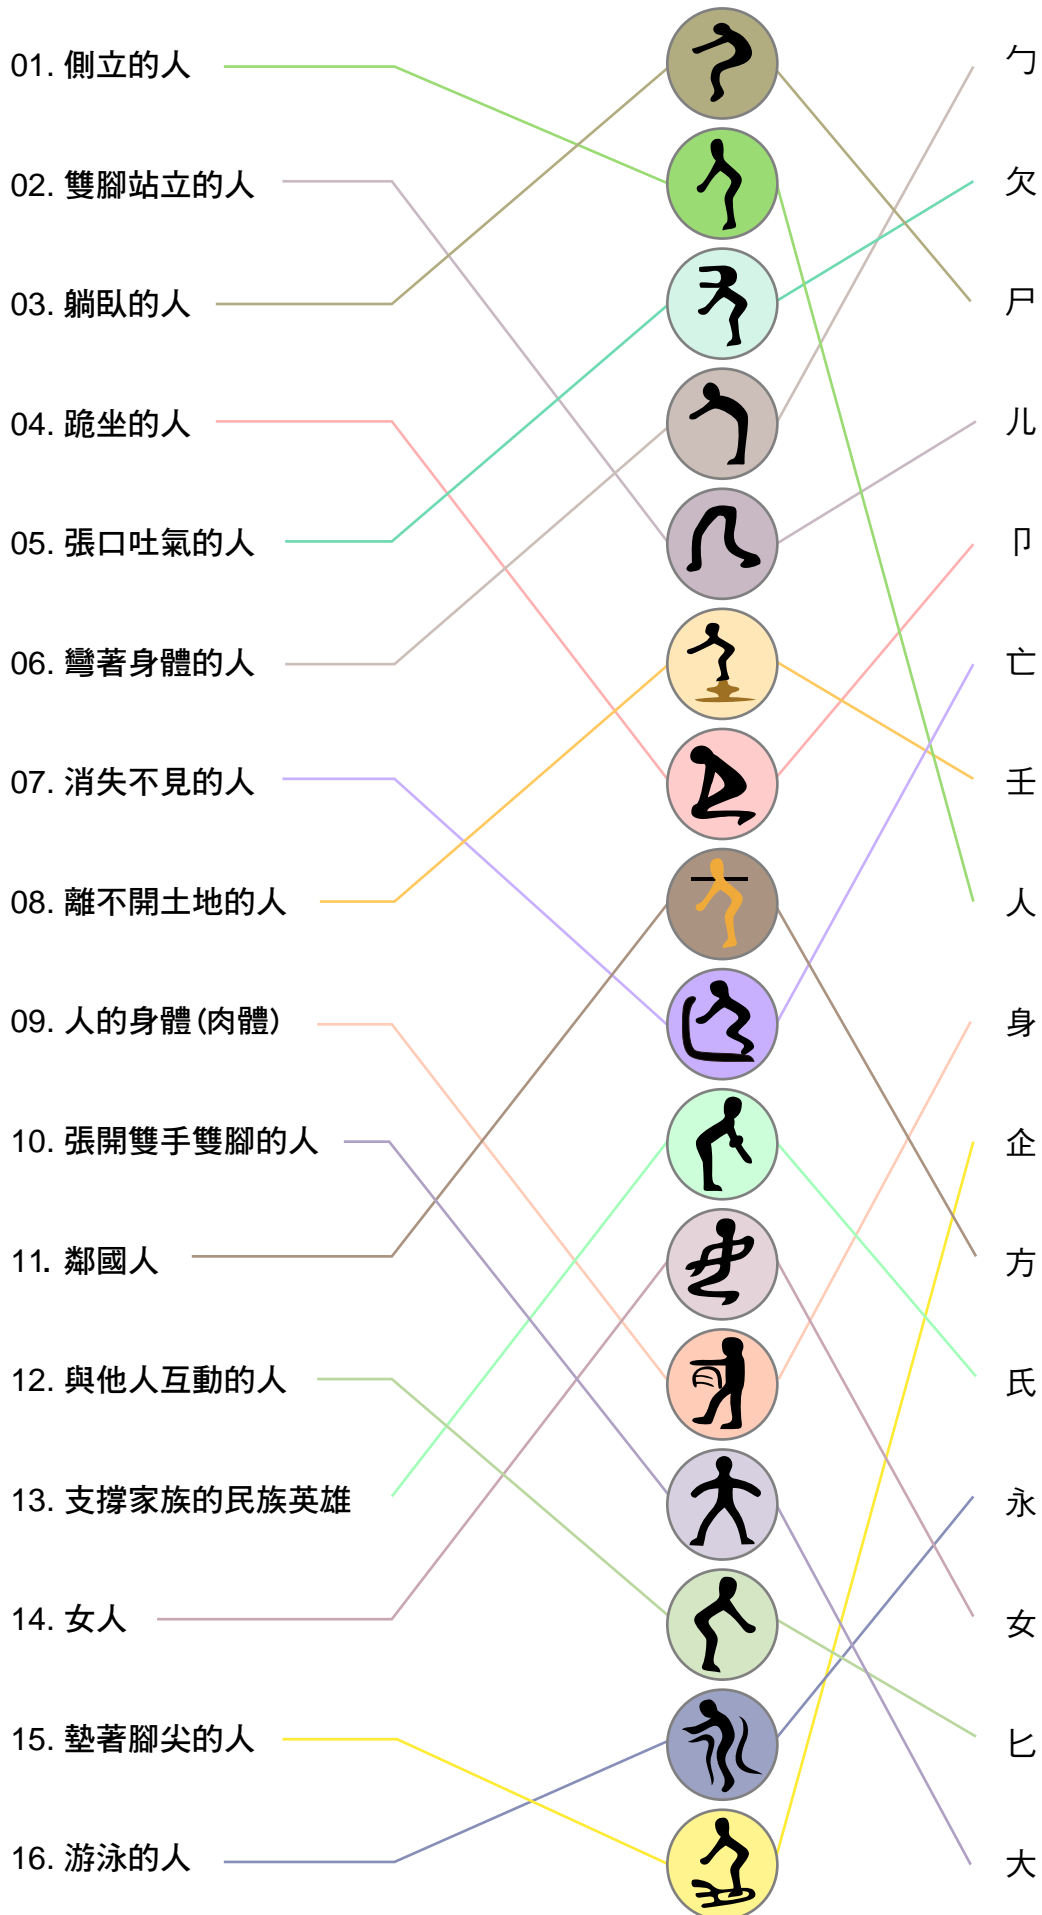 01. 側立的人
勹
02. 雙腳站立的人
欠
03. 躺臥的人
尸
04. 跪坐的人
儿
05. 張口吐氣的人
卩
06. 彎著身體的人
亡
07. 消失不見的人
壬
08. 離不開土地的人
人
09. 人的身體(肉體)
身
10. 張開雙手雙腳的人
企
11. 鄰國人
方
12. 與他人互動的人
氏
13. 支撐家族的民族英雄
永
14. 女人
女
15. 墊著腳尖的人
匕
16. 游泳的人
大